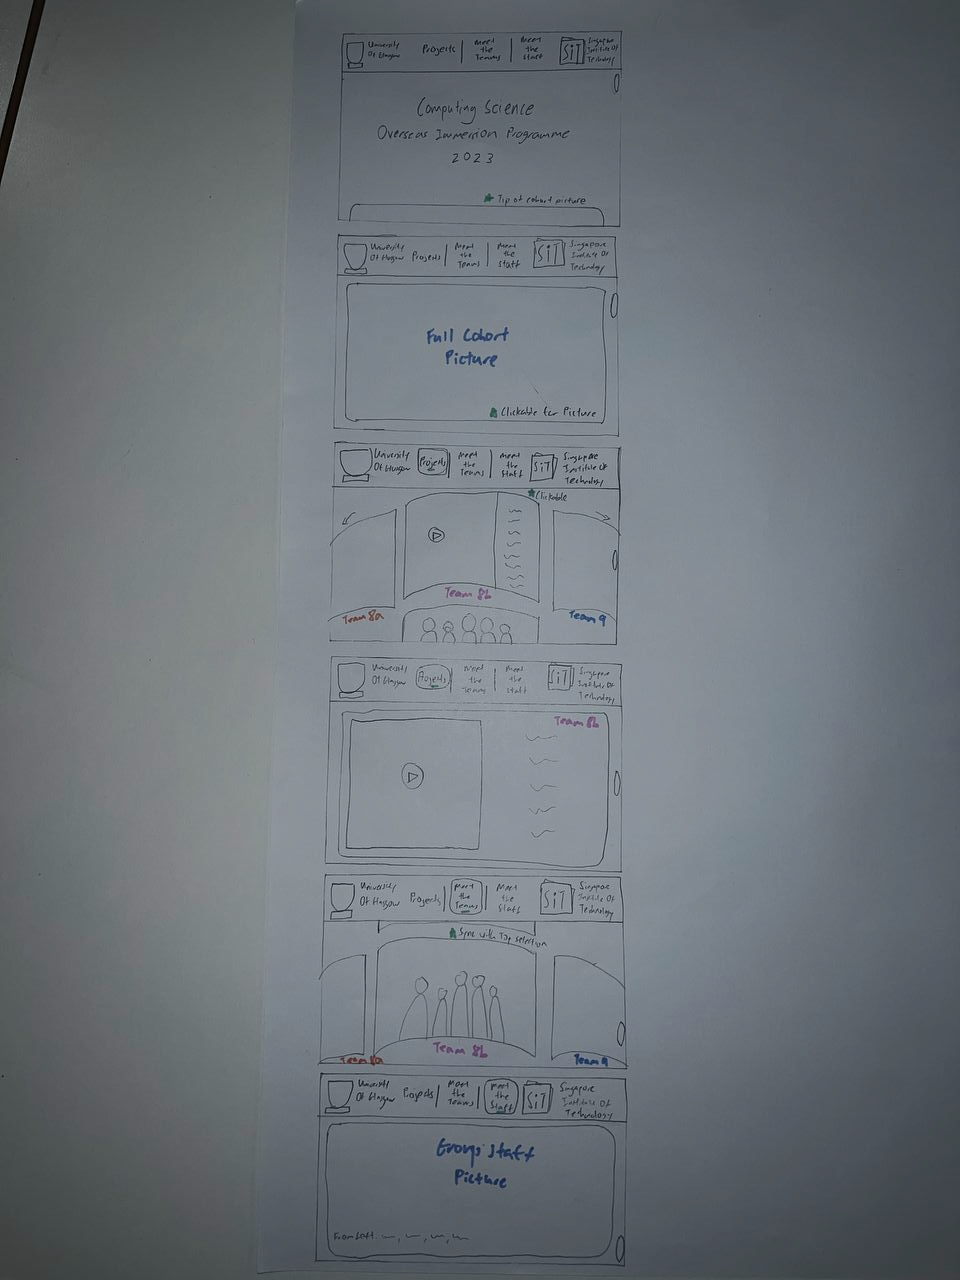 University
Of Glasgow
Projects
Meet
the
Teams
Meet
the
Staff
SiT
Singapore
Institute Of
Technology
Computing Science
Overseas Immersion Programme
2023
Tip of cohort picture
University
Of Glasgow
Projects
Meet
the
Teams
Meet
the
Staff
SiT
Singapore
Institute Of
Technology
Full Cohort
Picture
Clickable for Picture
University
Of Glasgow
Projects
Meet
the
Teams
Meet
the
Staff
SiT
Singapore
Institute Of
Technology
Clickable
Team 8a
Team 8b
Team 9
University
Of Glasgow
Projects
Meet
the
Teams
Meet
the
Staff
SiT
Singapore
Institute Of
Technology
Team 8b
University
Of Glasgow
Projects
Meet
the
Teams
Meet
the
Staff
SiT
Singapore
Institute Of
Technology
Sync with Top selection
Team 8a
Team 8b
Team 9
University
Of Glasgow
Projects
Meet
the
Teams
Meet
the
Staff
SiT
Singapore
Institute Of
Technology
Group Staff
Picture
From Left: